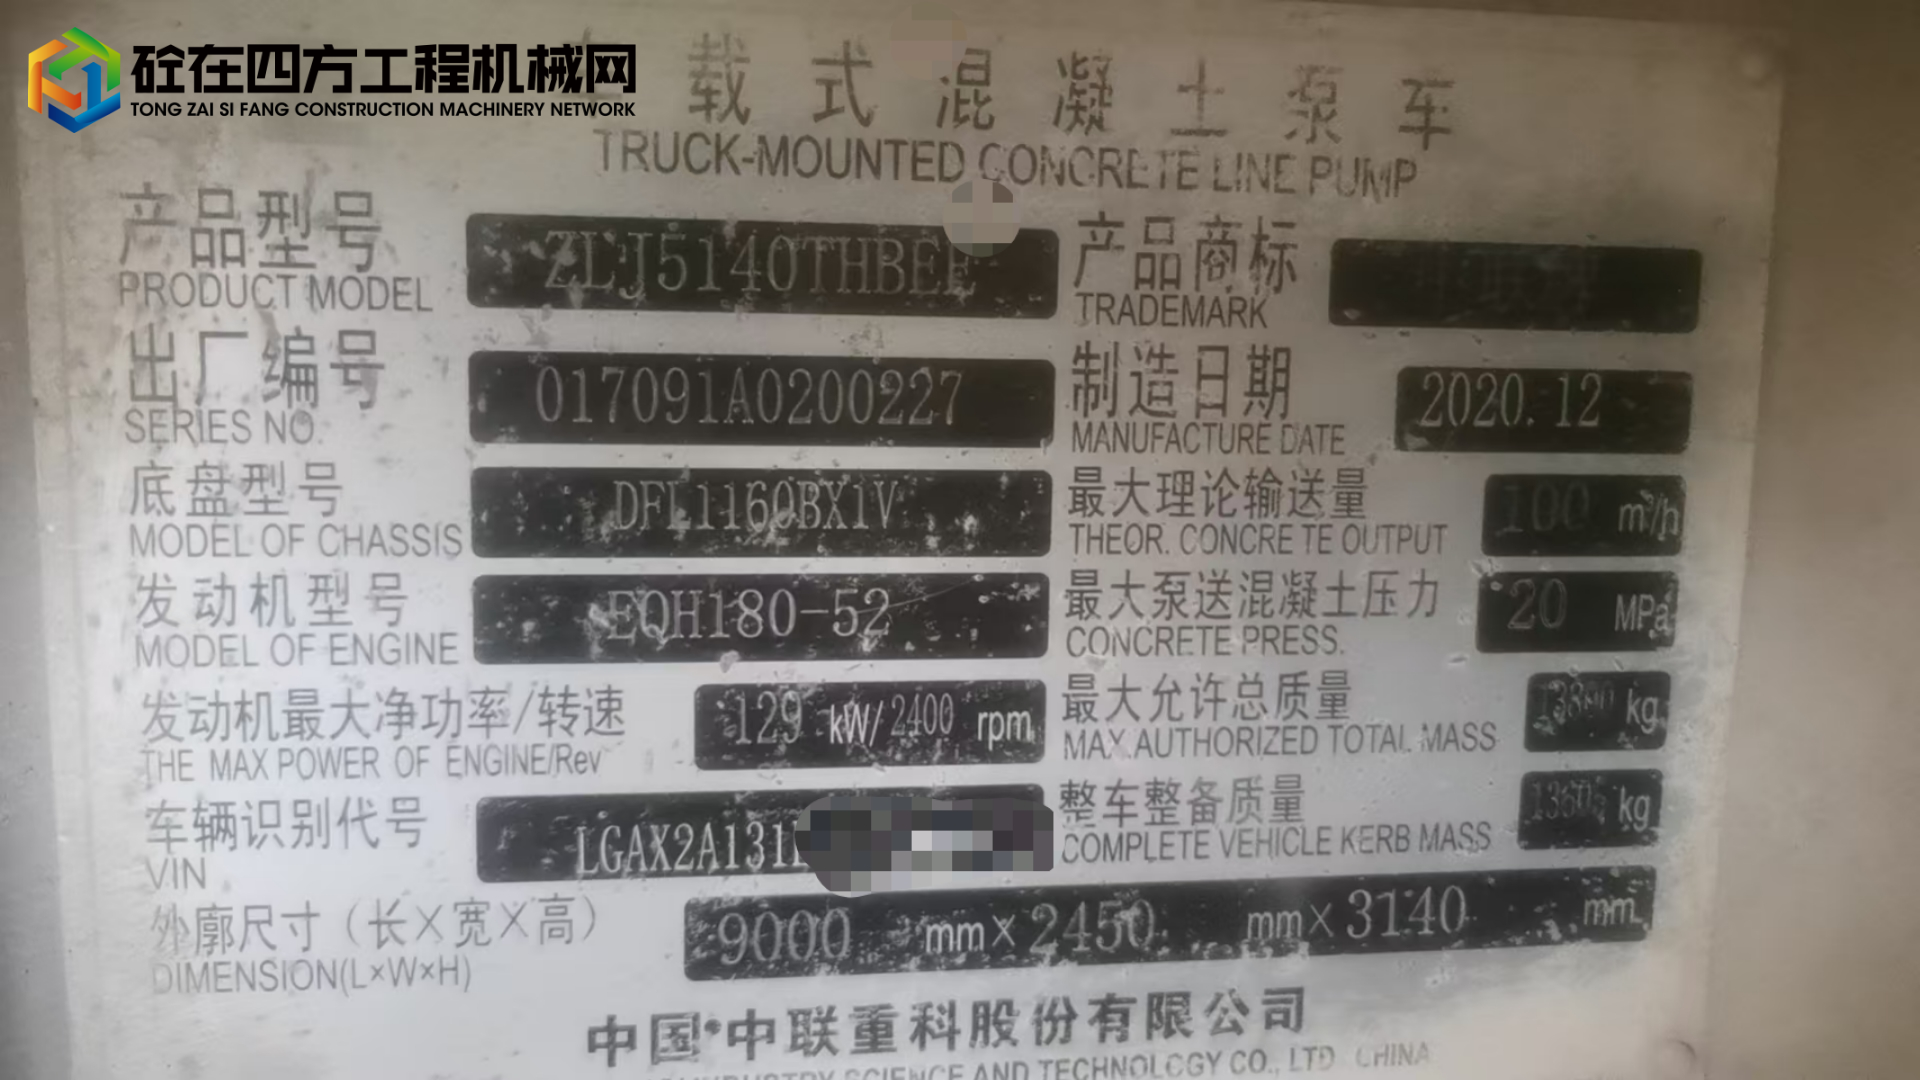 砼在四方工程机械网
TONG ZAI SI FANG CONSTRUCTION MACHINERY NETWORK
载式混凝土泵车
TRUCK-MOUNTED CONCRETE LINE PUMP
产品型号 ZLJ5140THBEE
PRODUCT MODEL
产品商标
TRADEMARK
出厂编号 017091A0200227
SERIES NO.
制造日期 2020.12
MANUFACTURE DATE
底盘型号 DFL1160BX1V
MODEL OF CHASSIS
最大理论输送量 100 m³/h
THEOR. CONCRETE OUTPUT
发动机型号 EQH180-52
MODEL OF ENGINE
最大泵送混凝土压力 20 MPa
CONCRETE PRESS.
发动机最大净功率/转速 129 kW/ 2400 rpm
THE MAX POWER OF ENGINE/Rev
最大允许总质量 kg
MAX.AUTHORIZED TOTAL MASS
车辆识别代号 LGAX2A131
VIN
整车整备质量 kg
COMPLETE VEHICLE KERB MASS
外廓尺寸（长×宽×高） 9000 mm×2450 mm×3140 mm
DIMENSION(L×W×H)
中国·中联重科股份有限公司
INDUSTRY SCIENCE AND TECHNOLOGY CO., LTD CHINA